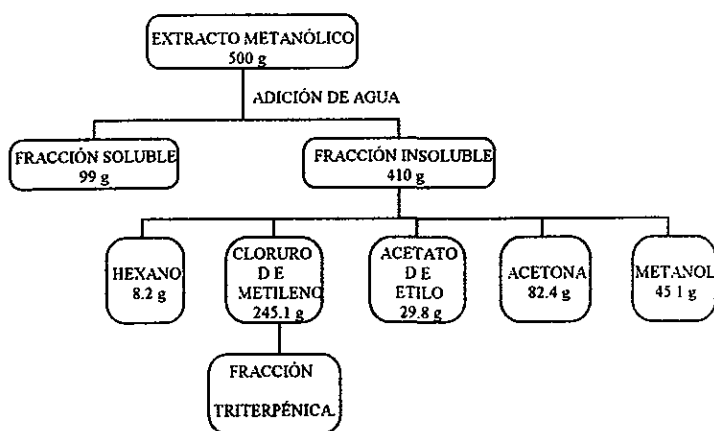 EXTRACTO METANÓLICO
500 g
ADICIÓN DE AGUA
FRACCIÓN SOLUBLE
99 g
FRACCIÓN INSOLUBLE
410 g
HEXANO
8.2 g
CLORURO
D E
METILENO
245.1 g
ACETATO
D E
ETILO
29.8 g
ACETONA
82.4 g
METANOL
45 1 g
FRACCIÓN
TRITERPÉNICA.